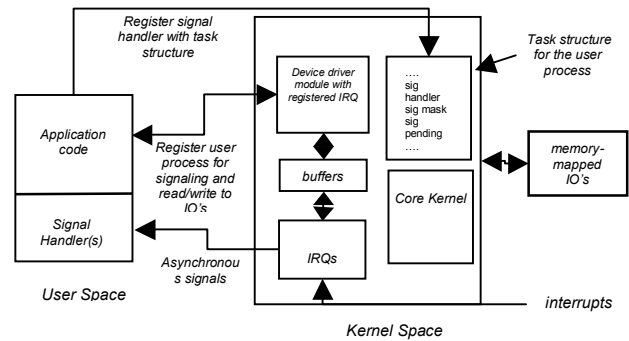 Register signal
handler with task
structure
Device driver
module with
registered IRQ
....
sig
handler
sig mask
sig
pending
....
Task structure
for the user
process
Application
code
Register user
process for
signaling and
read/write to
IO's
buffers
Core Kernel
memory-
mapped
IO's
Signal
Handler(s)
Asynchronou
s signals
IRQs
User Space
interrupts
Kernel Space